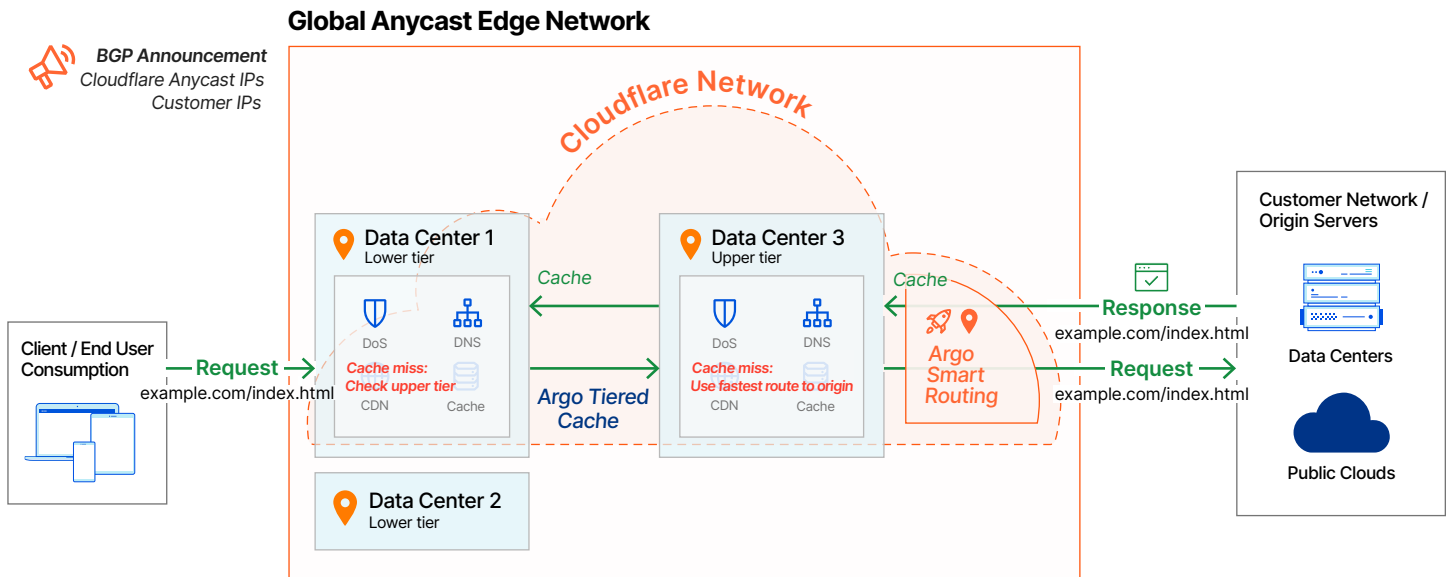 Global Anycast Edge Network
BGP Announcement
Cloudflare Anycast IPs
Customer IPs
Cloudflare Network
Client / End User
Consumption
Request
example.com/index.html
Data Center 1
Lower tier
DoS
DNS
Cache miss:
Check upper tier
CDN
Cache
Data Center 2
Lower tier
Cache
Argo Tiered
Cache
Data Center 3
Upper tier
DoS
DNS
Cache miss:
Use fastest route to origin
CDN
Cache
Cache
Argo
Smart
Routing
Response
example.com/index.html
Request
example.com/index.html
Customer Network /
Origin Servers
Data Centers
Public Clouds